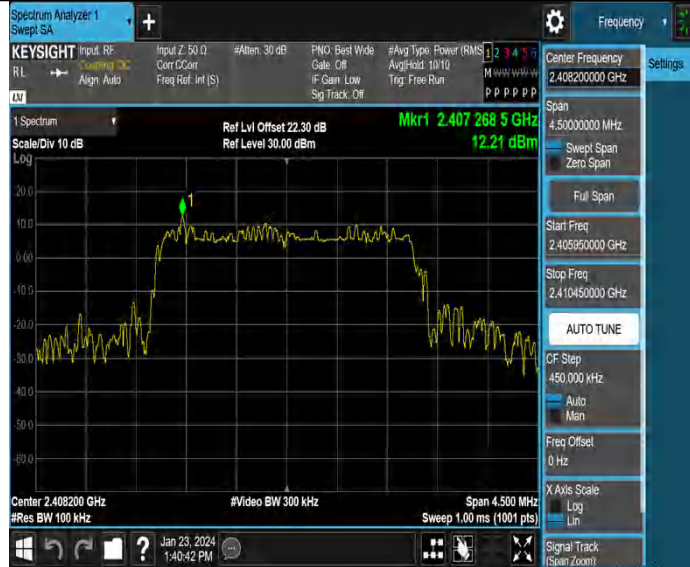 Spectrum Analyzer 1
Swept SA
+
Frequency
KEYSIGHT
RL
Input: RF
Coupling: DC
Align: Auto
Input Z: 50 Ω
Corr CCorr
Freq Ref: Int (S)
#Atten: 30 dB
PNO: Best Wide
Gate: Off
IF Gain: Low
Sig Track: Off
#Avg Type: Power (RMS
Avg|Hold: 10/10
Trig: Free Run
1 2 3 4 5 6
M W W W W W
P P P P P P
LXI
1 Spectrum
Scale/Div 10 dB
Ref Lvl Offset 22.30 dB
Ref Level 30.00 dBm
Mkr1 2.407 268 5 GHz
12.21 dBm
Log
1
20.0
10.0
0.00
-10.0
-20.0
-30.0
-40.0
-50.0
-60.0
Center 2.408200 GHz
#Res BW 100 kHz
#Video BW 300 kHz
Span 4.500 MHz
Sweep 1.00 ms (1001 pts)
Center Frequency
2.408200000 GHz
Settings
Span
4.50000000 MHz
Swept Span
Zero Span
Full Span
Start Freq
2.405950000 GHz
Stop Freq
2.410450000 GHz
AUTO TUNE
CF Step
450.000 kHz
Auto
Man
Freq Offset
0 Hz
X Axis Scale
Log
Lin
Signal Track
(Span Zoom)
?
Jan 23, 2024
1:40:42 PM